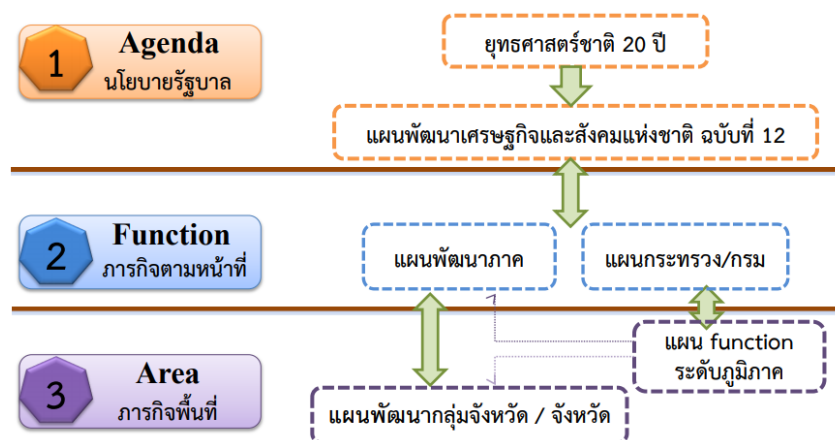 1
Agenda
นโยบายรัฐบาล
ยุทธศาสตร์ชาติ 20 ปี
แผนพัฒนาเศรษฐกิจและสังคมแห่งชาติ ฉบับที่ 12
2
Function
ภารกิจตามหน้าที่
แผนพัฒนาภาค
แผนกระทรวง/กรม
3
Area
ภารกิจพื้นที่
แผน function
ระดับภูมิภาค
แผนพัฒนากลุ่มจังหวัด / จังหวัด